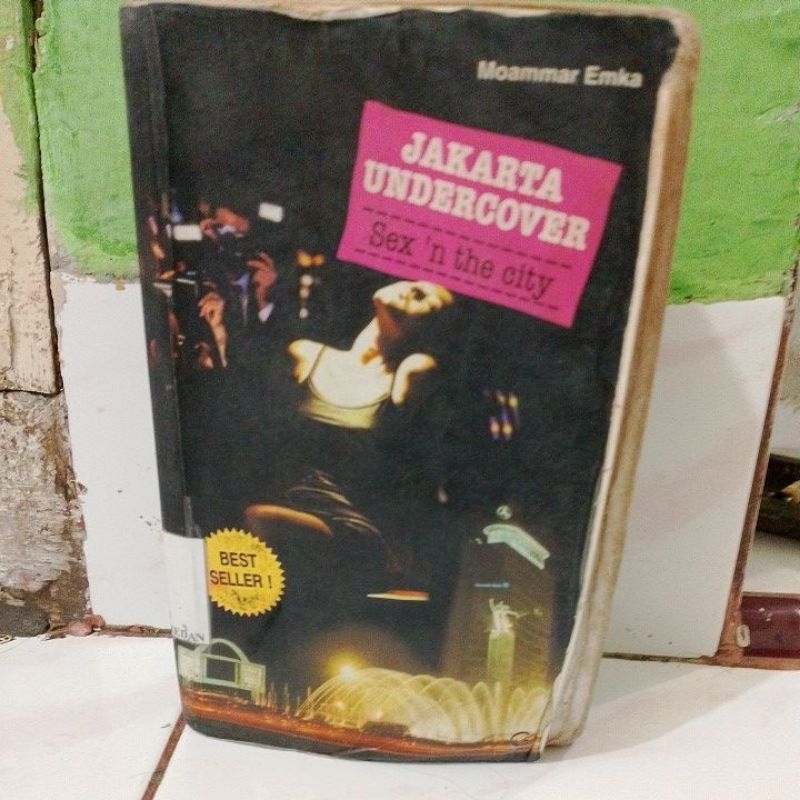 Moammar Emka
JAKARTA
UNDERCOVER
Sex 'n the city
BEST
SELLER !